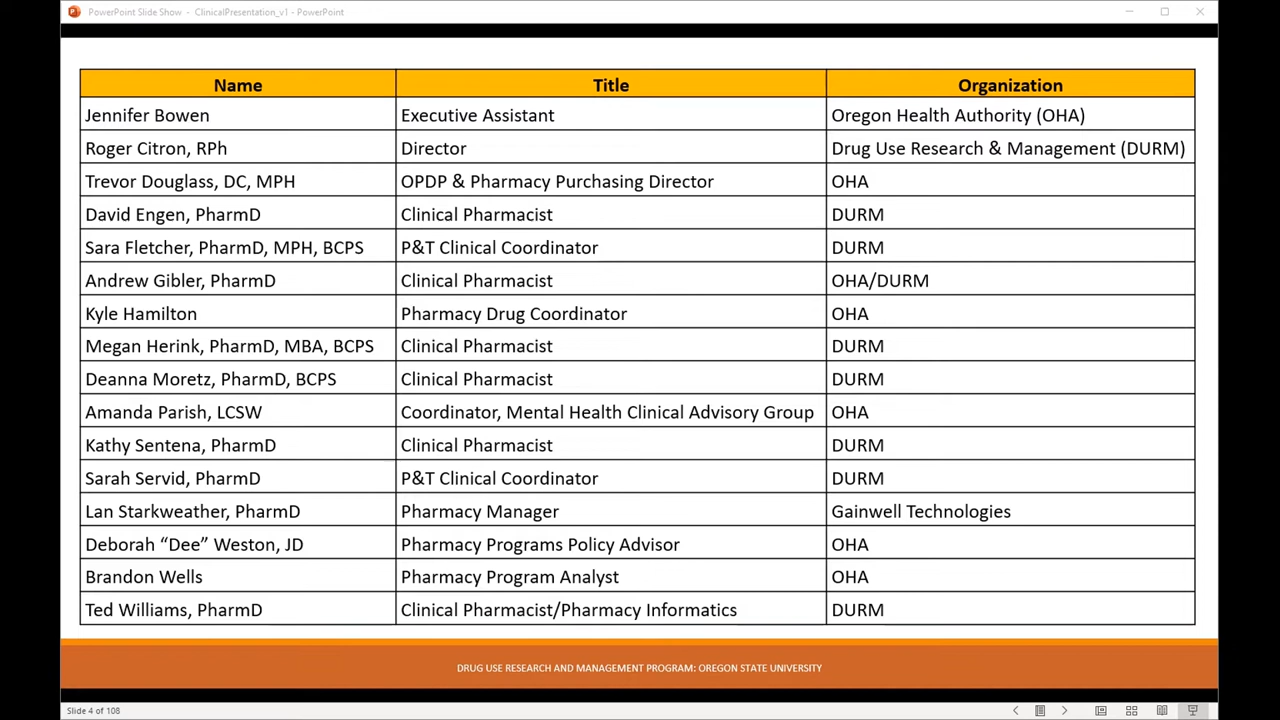 PowerPoint Slide Show - ClinicalPresentation_v1 - PowerPoint
Name Title Organization
Jennifer Bowen Executive Assistant Oregon Health Authority (OHA)
Roger Citron, RPh Director Drug Use Research & Management (DURM)
Trevor Douglass, DC, MPH OPDP & Pharmacy Purchasing Director OHA
David Engen, PharmD Clinical Pharmacist DURM
Sara Fletcher, PharmD, MPH, BCPS P&T Clinical Coordinator DURM
Andrew Gibler, PharmD Clinical Pharmacist OHA/DURM
Kyle Hamilton Pharmacy Drug Coordinator OHA
Megan Herink, PharmD, MBA, BCPS Clinical Pharmacist DURM
Deanna Moretz, PharmD, BCPS Clinical Pharmacist DURM
Amanda Parish, LCSW Coordinator, Mental Health Clinical Advisory Group OHA
Kathy Sentena, PharmD Clinical Pharmacist DURM
Sarah Servid, PharmD P&T Clinical Coordinator DURM
Lan Starkweather, PharmD Pharmacy Manager Gainwell Technologies
Deborah “Dee” Weston, JD Pharmacy Programs Policy Advisor OHA
Brandon Wells Pharmacy Program Analyst OHA
Ted Williams, PharmD Clinical Pharmacist/Pharmacy Informatics DURM
DRUG USE RESEARCH AND MANAGEMENT PROGRAM: OREGON STATE UNIVERSITY
Slide 4 of 108